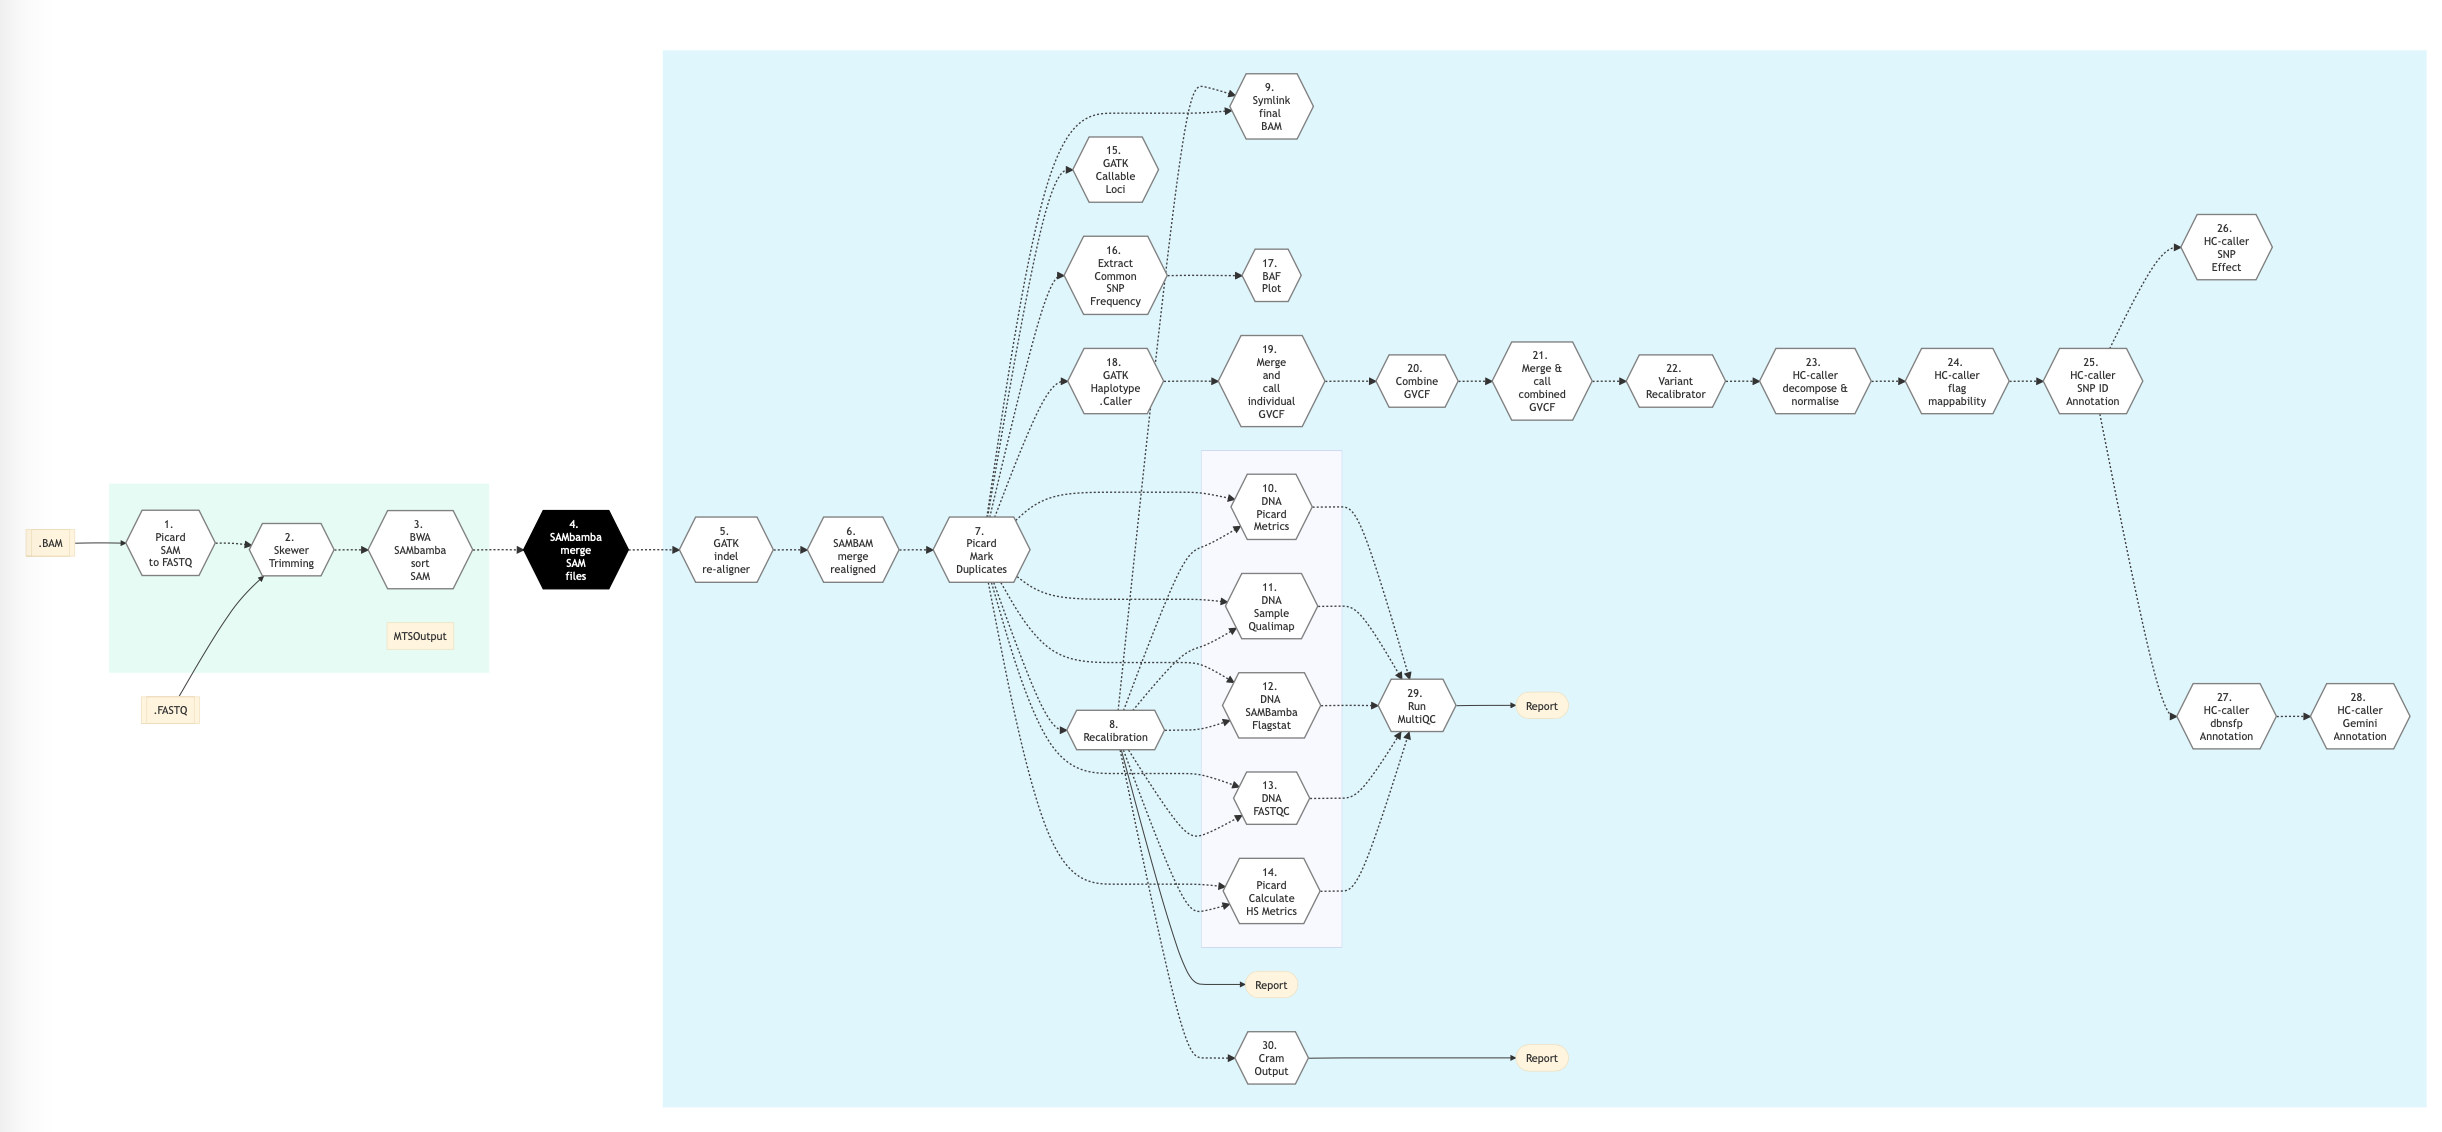 .BAM
.FASTQ
1.
Picard
SAM
to FASTQ
2.
Skewer
Trimming
3.
BWA
SAMbamba
sort
SAM
MTSOutput
4.
SAMbamba
merge
SAM
files
5.
GATK
indel
re-aligner
6.
SAMBAM
merge
realigned
7.
Picard
Mark
Duplicates
8.
Recalibration
9.
Symlink
final
BAM
10.
DNA
Picard
Metrics
11.
DNA
Sample
Qualimap
12.
DNA
SAMBamba
Flagstat
13.
DNA
FASTQC
14.
Picard
Calculate
HS Metrics
15.
GATK
Callable
Loci
16.
Extract
Common
SNP
Frequency
17.
BAF
Plot
18.
GATK
Haplotype
.Caller
19.
Merge
and
call
individual
GVCF
20.
Combine
GVCF
21.
Merge &
call
combined
GVCF
22.
Variant
Recalibrator
23.
HC-caller
decompose &
normalise
24.
HC-caller
flag
mappability
25.
HC-caller
SNP ID
Annotation
26.
HC-caller
SNP
Effect
27.
HC-caller
dbnsfp
Annotation
28.
HC-caller
Gemini
Annotation
29.
Run
MultiQC
Report
Report
30.
Cram
Output
Report